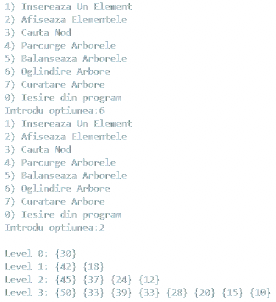 1) Insereaza Un Element
2) Afiseaza Elementele
3) Cauta Nod
4) Parcurge Arborele
5) Balanseaza Arborele
6) Oglindire Arbore
7) Curatare Arbore
0) Iesire din program
Introdu optiunea:6
1) Insereaza Un Element
2) Afiseaza Elementele
3) Cauta Nod
4) Parcurge Arborele
5) Balanseaza Arborele
6) Oglindire Arbore
7) Curatare Arbore
0) Iesire din program
Introdu optiunea:2
Level 0: {30}
Level 1: {42} {18}
Level 2: {45} {37} {24} {12}
Level 3: {50} {33} {39} {33} {28} {20} {15} {10}